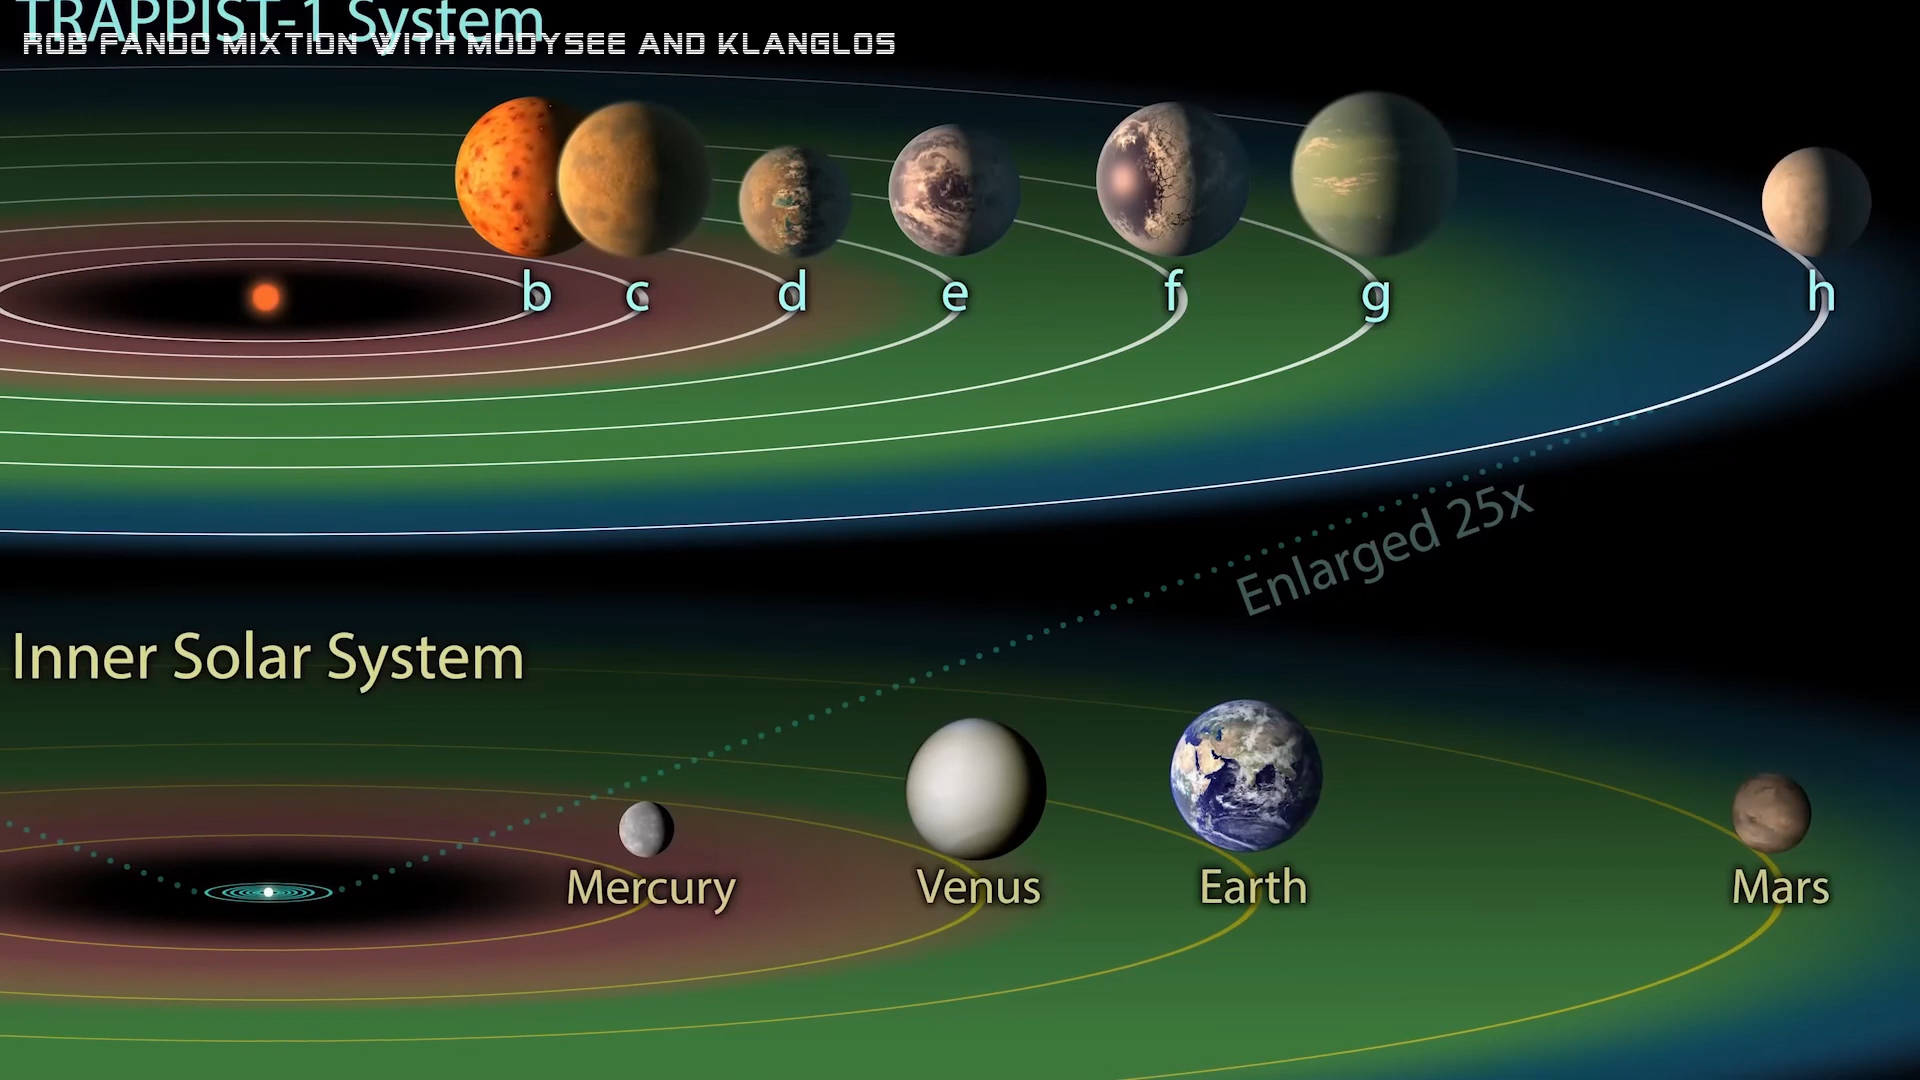 TRAPPIST-1 System
ROB FANDO MIXTION WITH MODYSEE AND KLANGLOS
b c d e f g h
Enlarged 25x
Inner Solar System
Mercury Venus Earth Mars